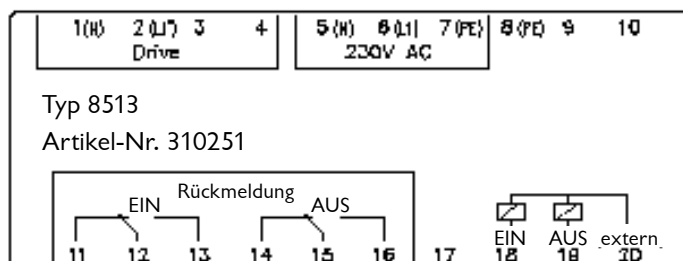 1(N) 2(L1') 3 4 5(N) 6(L1) 7(PE) 8(PE) 9 10
Drive 230V AC
Typ 8513
Artikel-Nr. 310251
Rückmeldung
EIN AUS
EIN AUS extern
11 12 13 14 15 16 17 18 19 20